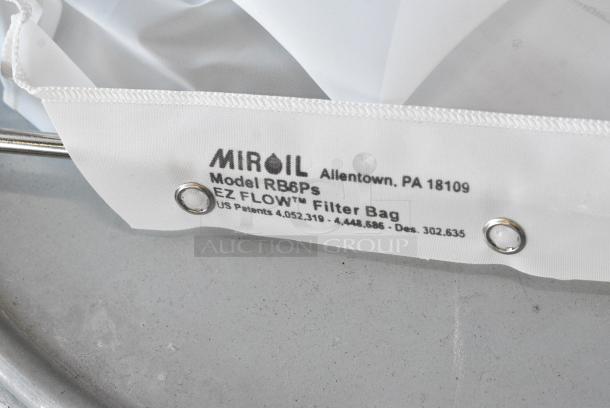 MIROIL Allentown, PA 18109
Model RB6Ps
EZ FLOW™ Filter Bag
US Patents 4,052,319 - 4,448,686 - Des. 302,635
AUCTION GROUP